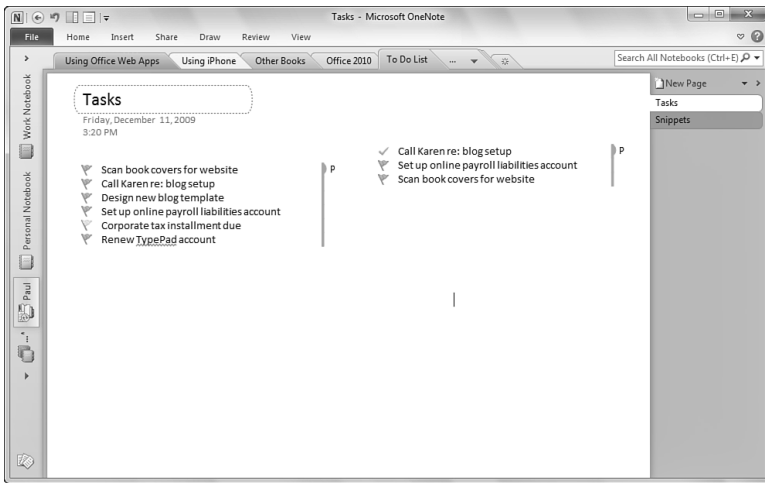 Tasks - Microsoft OneNote
File Home Insert Share Draw Review View
Using Office Web Apps Using iPhone Other Books Office 2010 To Do List ... Search All Notebooks (Ctrl+E)
New Page
Tasks
Snippets
Work Notebook
Personal Notebook
Paul
Tasks
Friday, December 11, 2009
3:20 PM
Scan book covers for website P
Call Karen re: blog setup
Design new blog template
Set up online payroll liabilities account
Corporate tax installment due
Renew TypePad account
Call Karen re: blog setup P
Set up online payroll liabilities account
Scan book covers for website